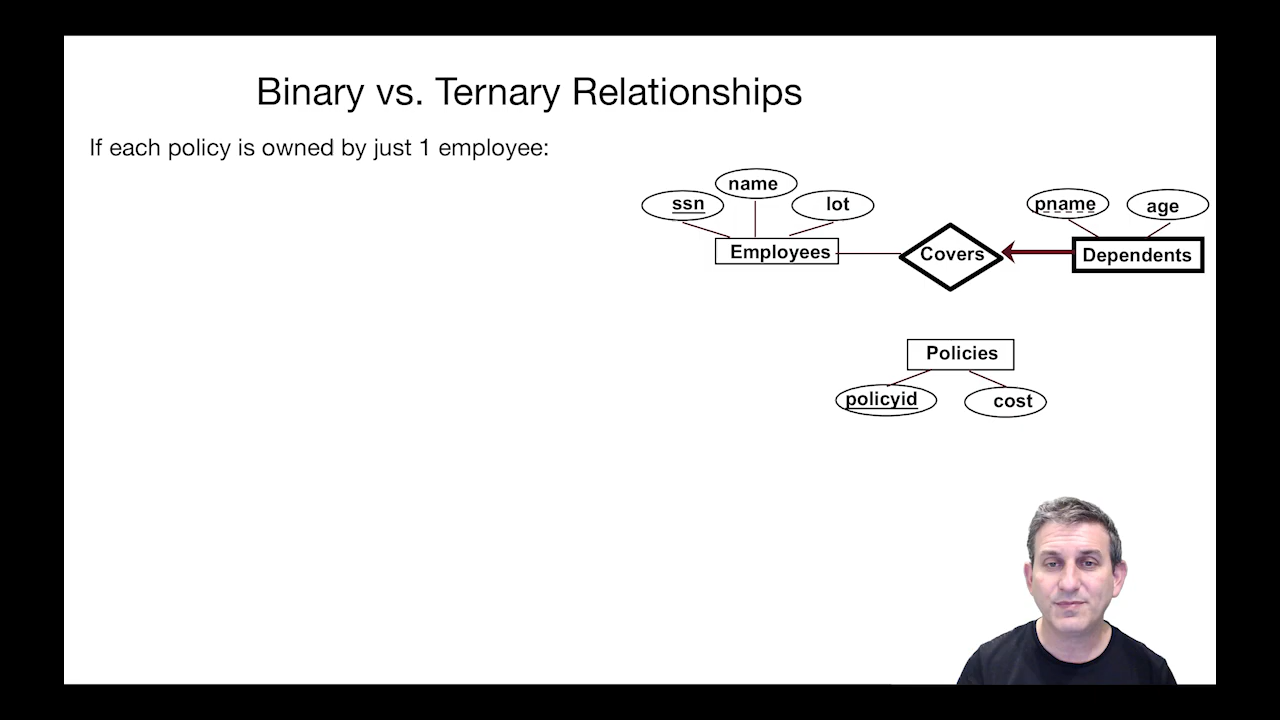 Binary vs. Ternary Relationships
If each policy is owned by just 1 employee:
name
ssn
lot
pname
age
Employees
Covers
Dependents
Policies
policyid
cost